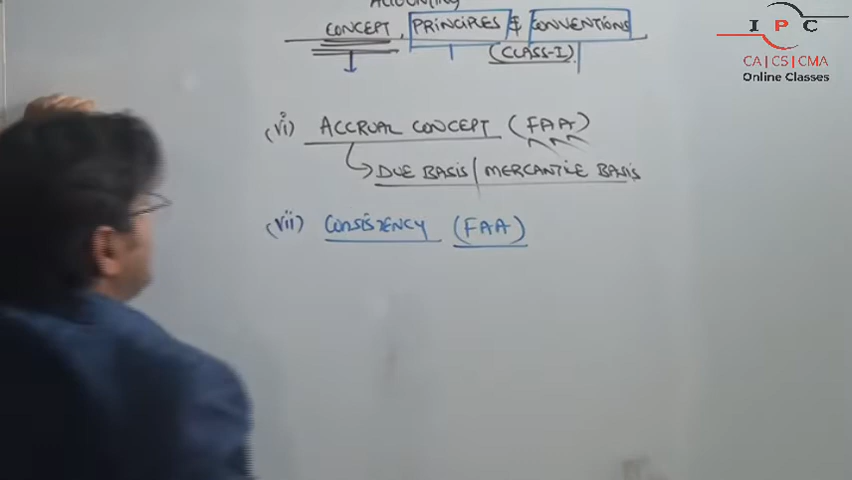 ACCOUNTING
CONCEPT, PRINCIPLES & CONVENTIONS
(CLASS-I)
I P C
CA|CS|CMA
Online Classes
(vi) ACCRUAL CONCEPT (FAA)
DUE BASIS/MERCANTILE BASIS
(vii) CONSISTENCY (FAA)